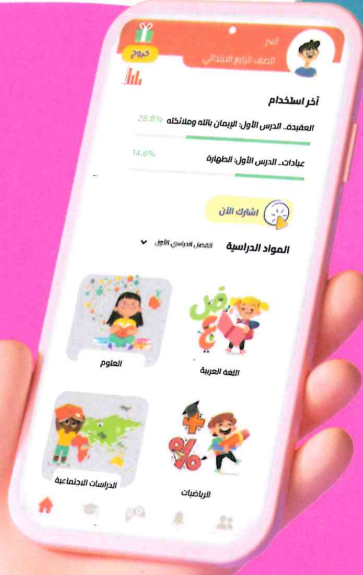 اسر
الصف الرابع الابتدائي
خروج
آخر استخدام
العقيدة.. الدرس الأول: الإيمان بالله وملائكته 28.8%
عبادات.. الدرس الأول: الطهارة 14.6%
اشترك الآن
المواد الدراسية الفصل الدراسي الأول
ض
ل
ع
اللغة العربية
العلوم
+
%
الرياضيات
الدراسات الاجتماعية